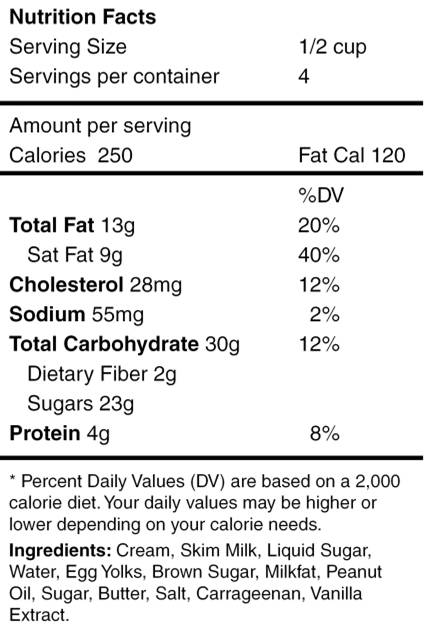 Nutrition Facts
Serving Size 1/2 cup
Servings per container 4
Amount per serving
Calories 250 Fat Cal 120
%DV
Total Fat 13g 20%
Sat Fat 9g 40%
Cholesterol 28mg 12%
Sodium 55mg 2%
Total Carbohydrate 30g 12%
Dietary Fiber 2g
Sugars 23g
Protein 4g 8%
* Percent Daily Values (DV) are based on a 2,000
calorie diet. Your daily values may be higher or
lower depending on your calorie needs.
Ingredients: Cream, Skim Milk, Liquid Sugar,
Water, Egg Yolks, Brown Sugar, Milkfat, Peanut
Oil, Sugar, Butter, Salt, Carrageenan, Vanilla
Extract.